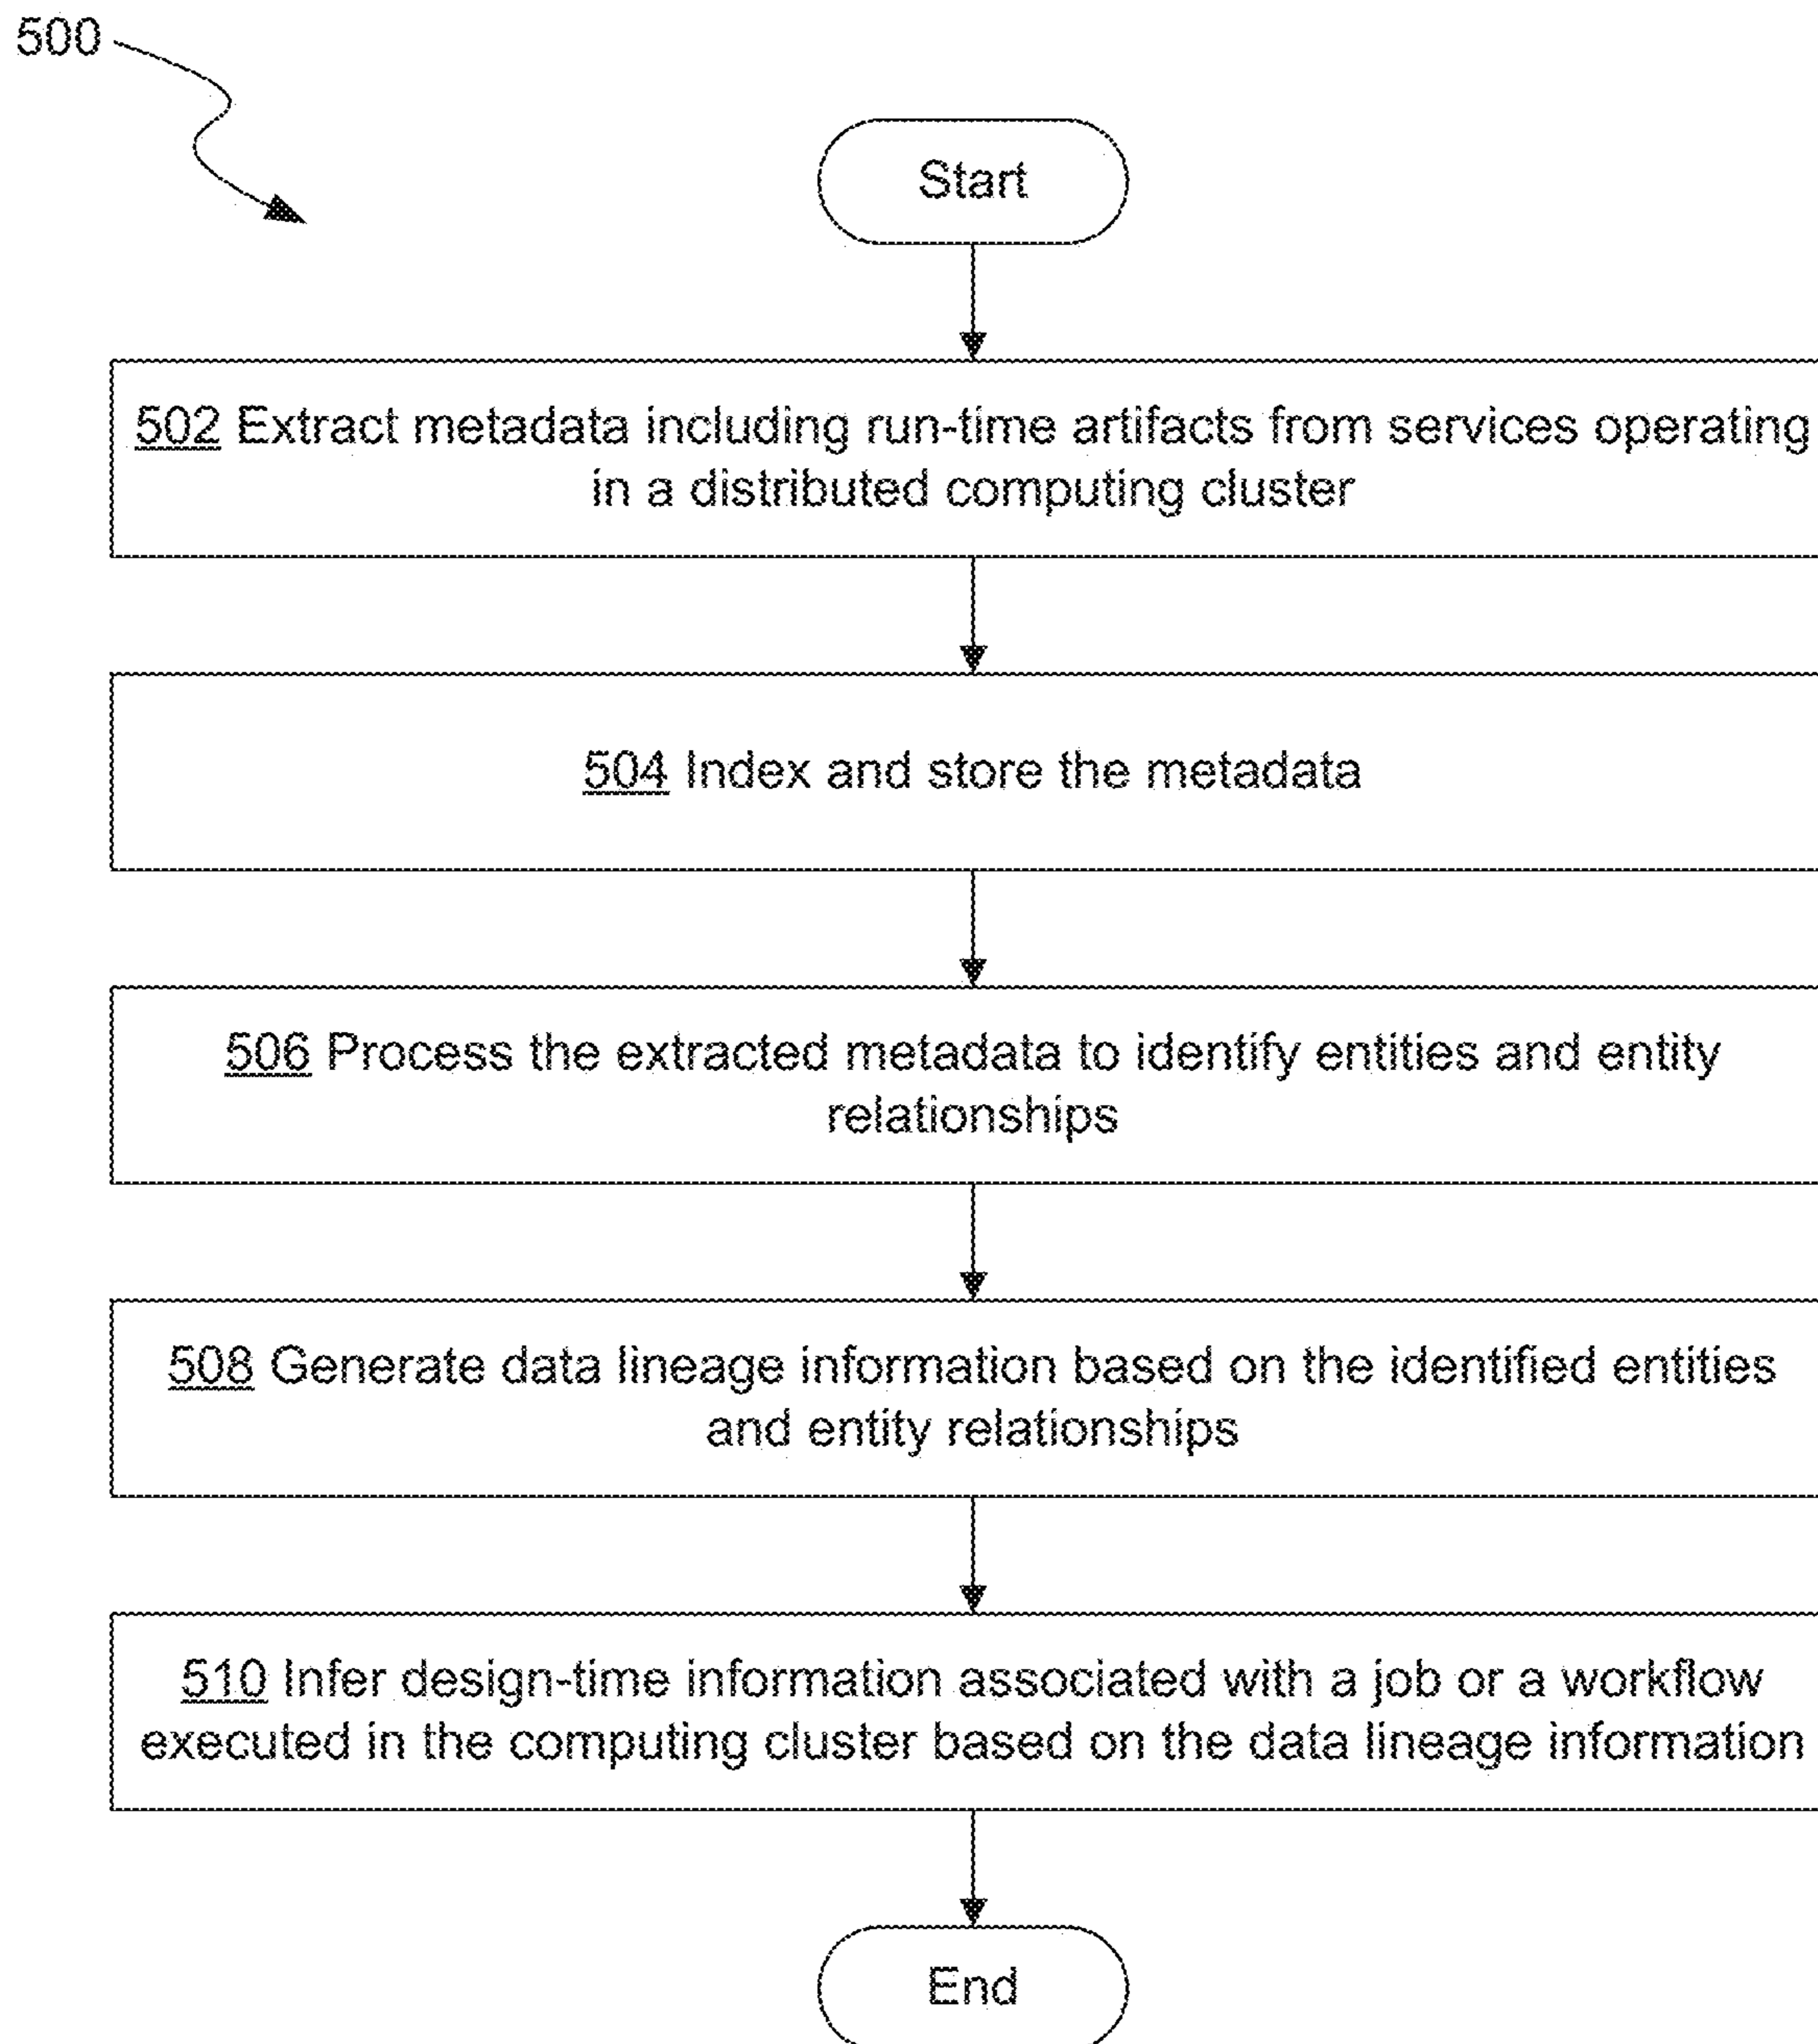 500
Start
502 Extract metadata including run-time artifacts from services operating
in a distributed computing cluster
504 Index and store the metadata
506 Process the extracted metadata to identify entities and entity
relationships
508 Generate data lineage information based on the identified entities
and entity relationships
510 Infer design-time information associated with a job or a workflow
executed in the computing cluster based on the data lineage information
End